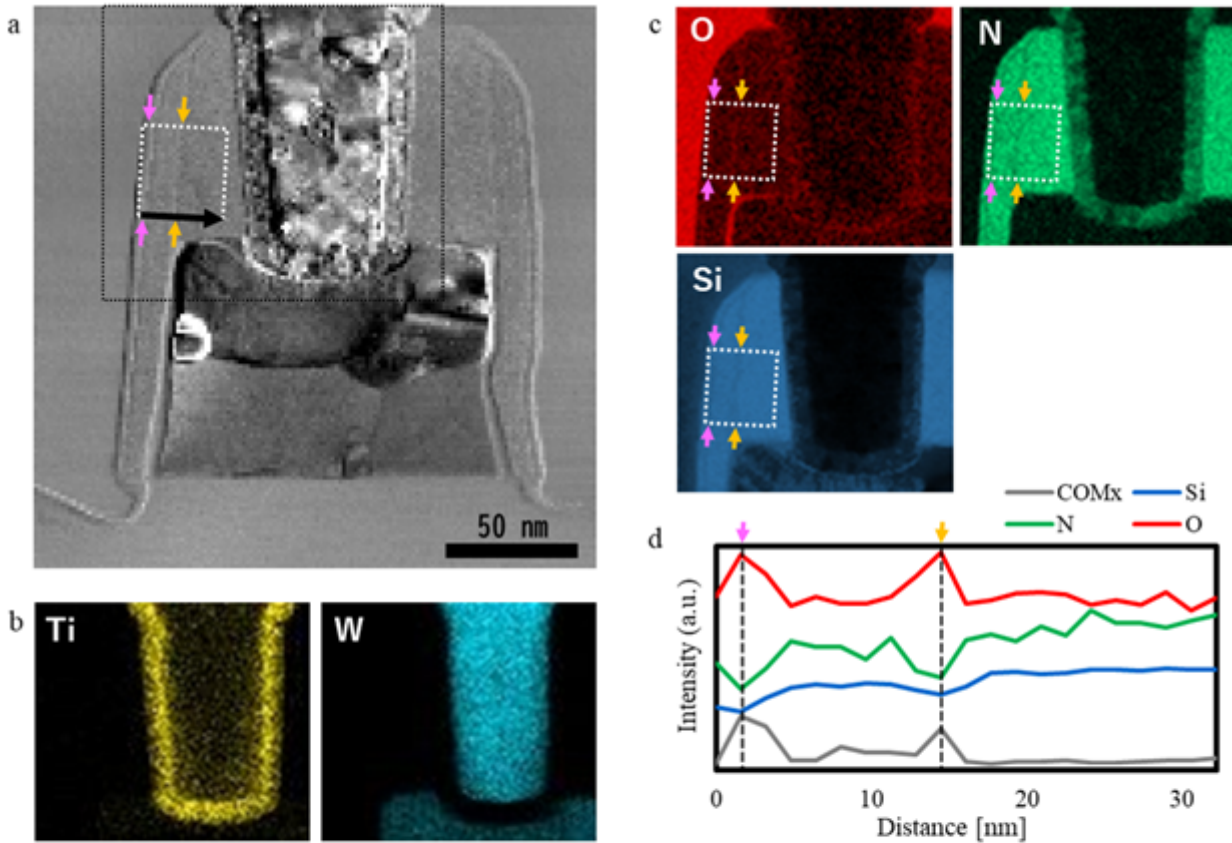 a
50 nm
b
Ti
W
c
O
N
Si
COMx
Si
N
O
d
Intensity (a.u.)
0
10
20
30
Distance [nm]